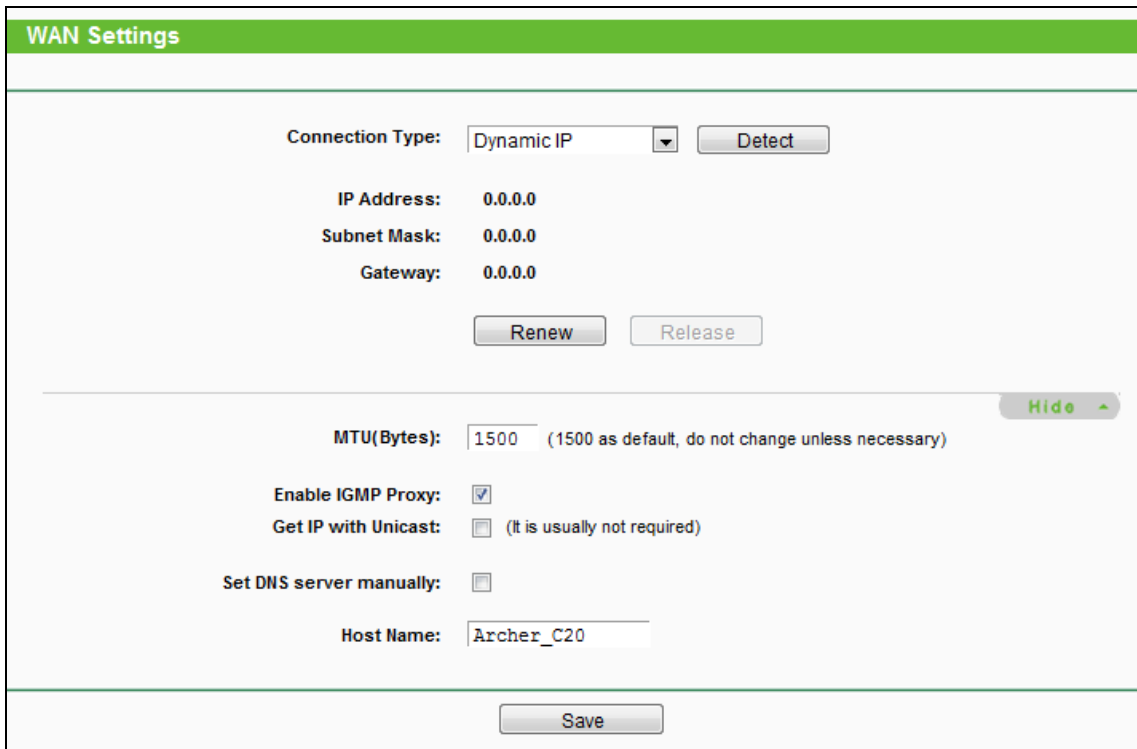 WAN Settings
Connection Type: Dynamic IP Detect
IP Address: 0.0.0.0
Subnet Mask: 0.0.0.0
Gateway: 0.0.0.0
Renew Release
Hide
MTU(Bytes): 1500 (1500 as default, do not change unless necessary)
Enable IGMP Proxy:
Get IP with Unicast: (It is usually not required)
Set DNS server manually:
Host Name: Archer_C20
Save